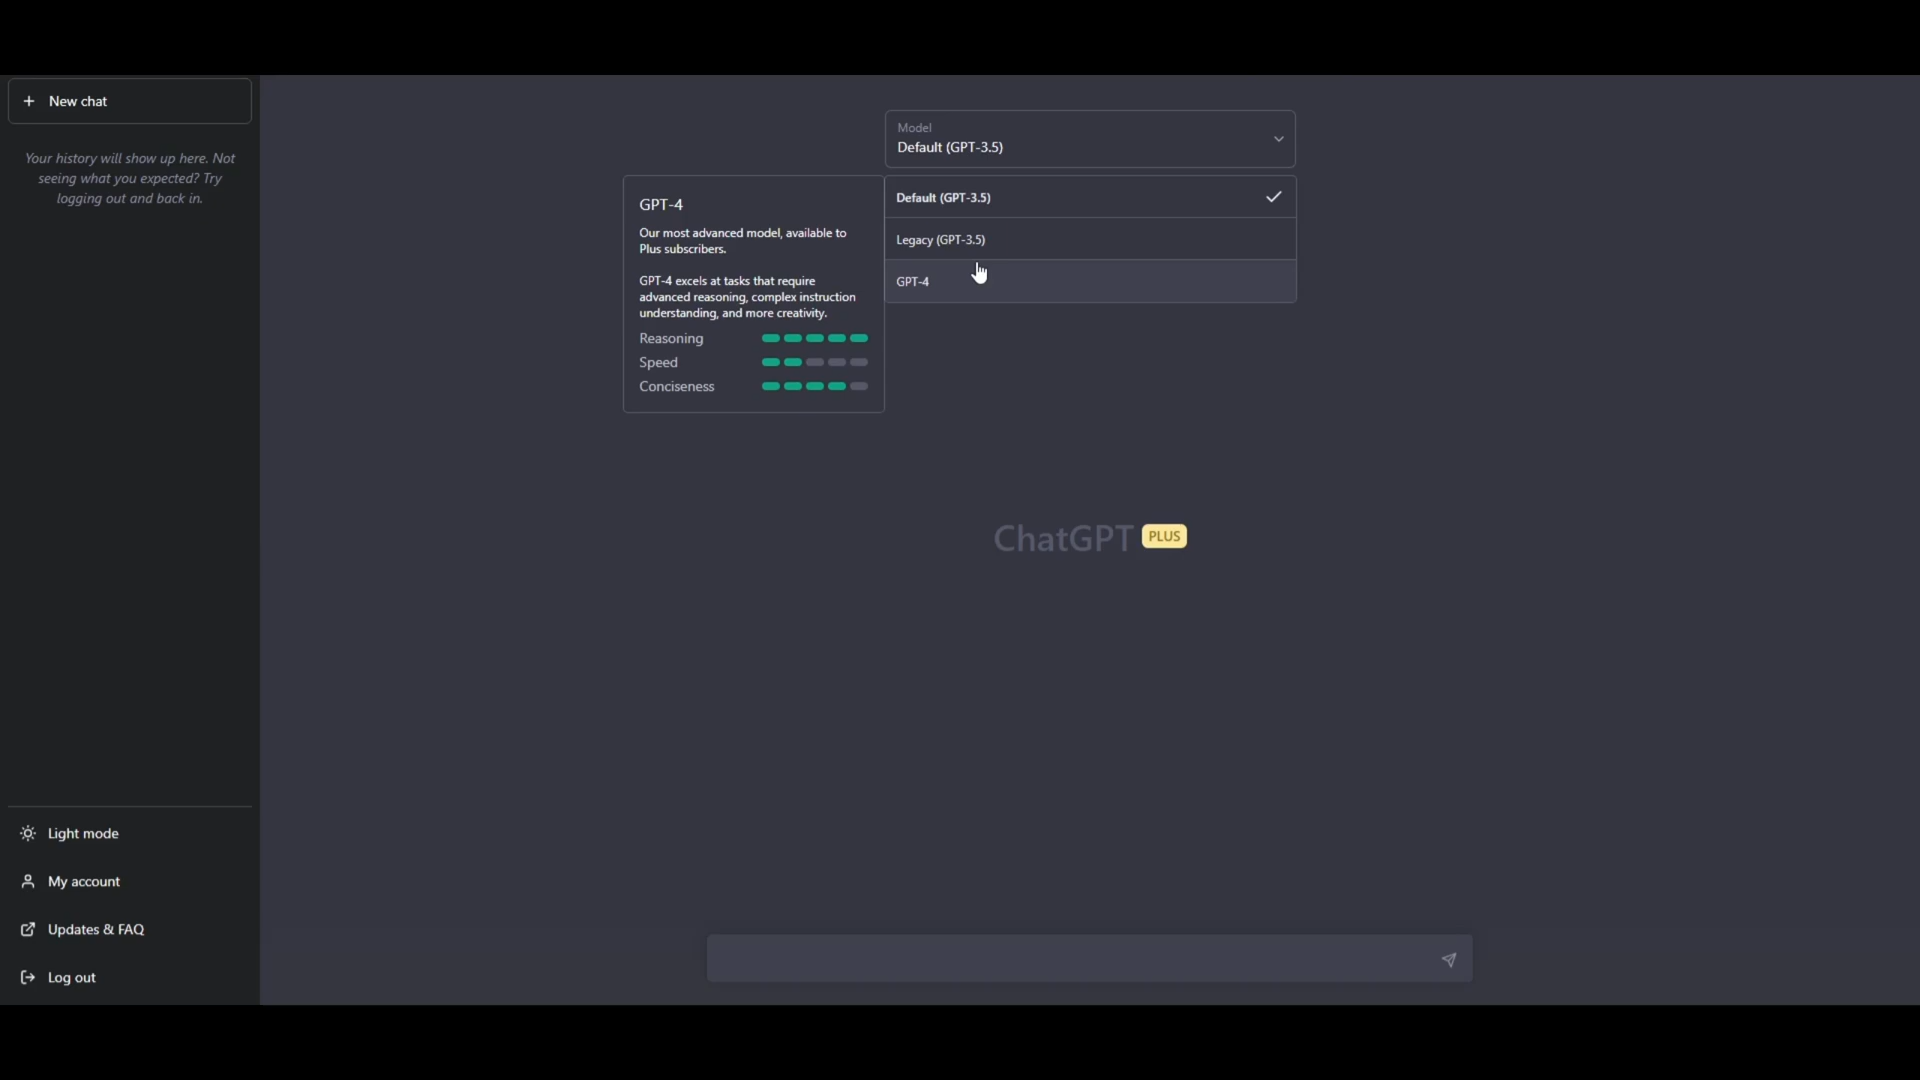 New chat
Your history will show up here. Not
seeing what you expected? Try
logging out and back in.
Model
Default (GPT-3.5)
Default (GPT-3.5)
Legacy (GPT-3.5)
GPT-4
GPT-4
Our most advanced model, available to
Plus subscribers.
GPT-4 excels at tasks that require
advanced reasoning, complex instruction
understanding, and more creativity.
Reasoning
Speed
Conciseness
ChatGPT PLUS
Light mode
My account
Updates & FAQ
Log out